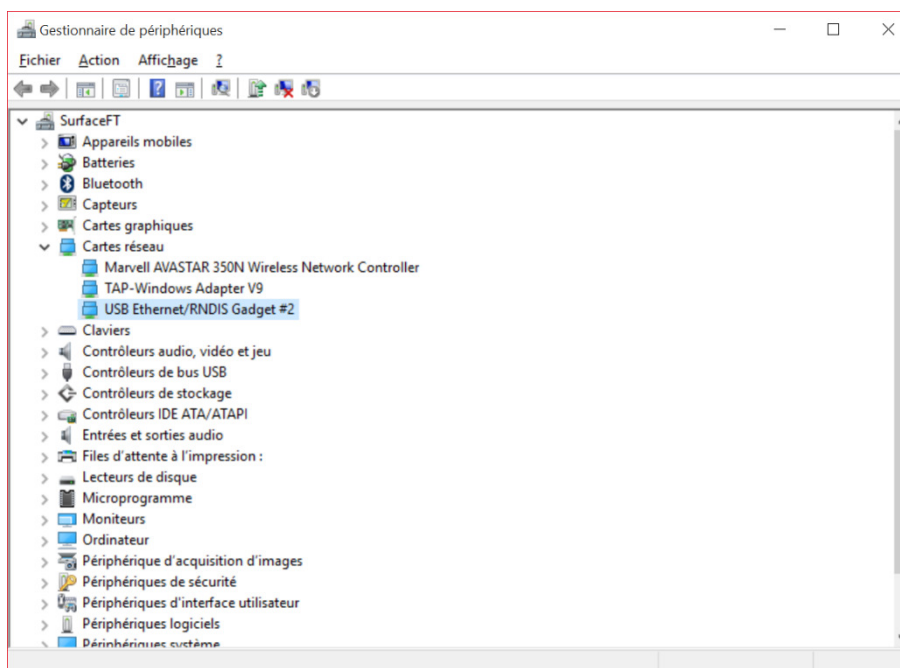 Gestionnaire de périphériques
Fichier Action Affichage ?
SurfaceFT
Appareils mobiles
Batteries
Bluetooth
Capteurs
Cartes graphiques
Cartes réseau
Marvell AVASTAR 350N Wireless Network Controller
TAP-Windows Adapter V9
USB Ethernet/RNDIS Gadget #2
Claviers
Contrôleurs audio, vidéo et jeu
Contrôleurs de bus USB
Contrôleurs de stockage
Contrôleurs IDE ATA/ATAPI
Entrées et sorties audio
Files d'attente à l'impression :
Lecteurs de disque
Microprogramme
Moniteurs
Ordinateur
Périphérique d'acquisition d'images
Périphériques de sécurité
Périphériques d'interface utilisateur
Périphériques logiciels
Périphériques système